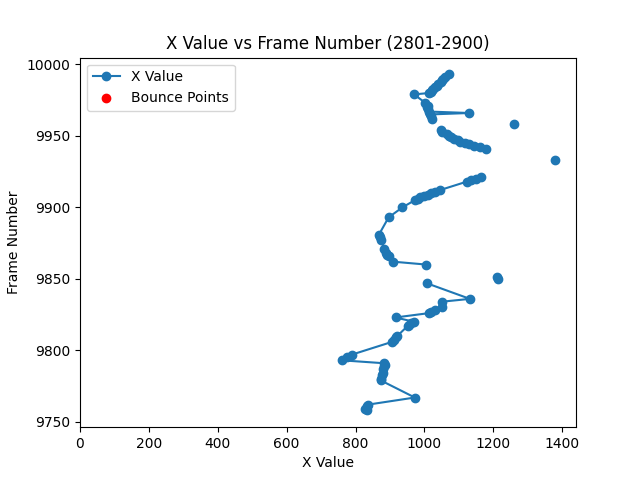 X Value vs Frame Number (2801-2900)
X Value
Bounce Points
10000
9950
9900
9850
9800
9750
Frame Number
0 200 400 600 800 1000 1200 1400
X Value